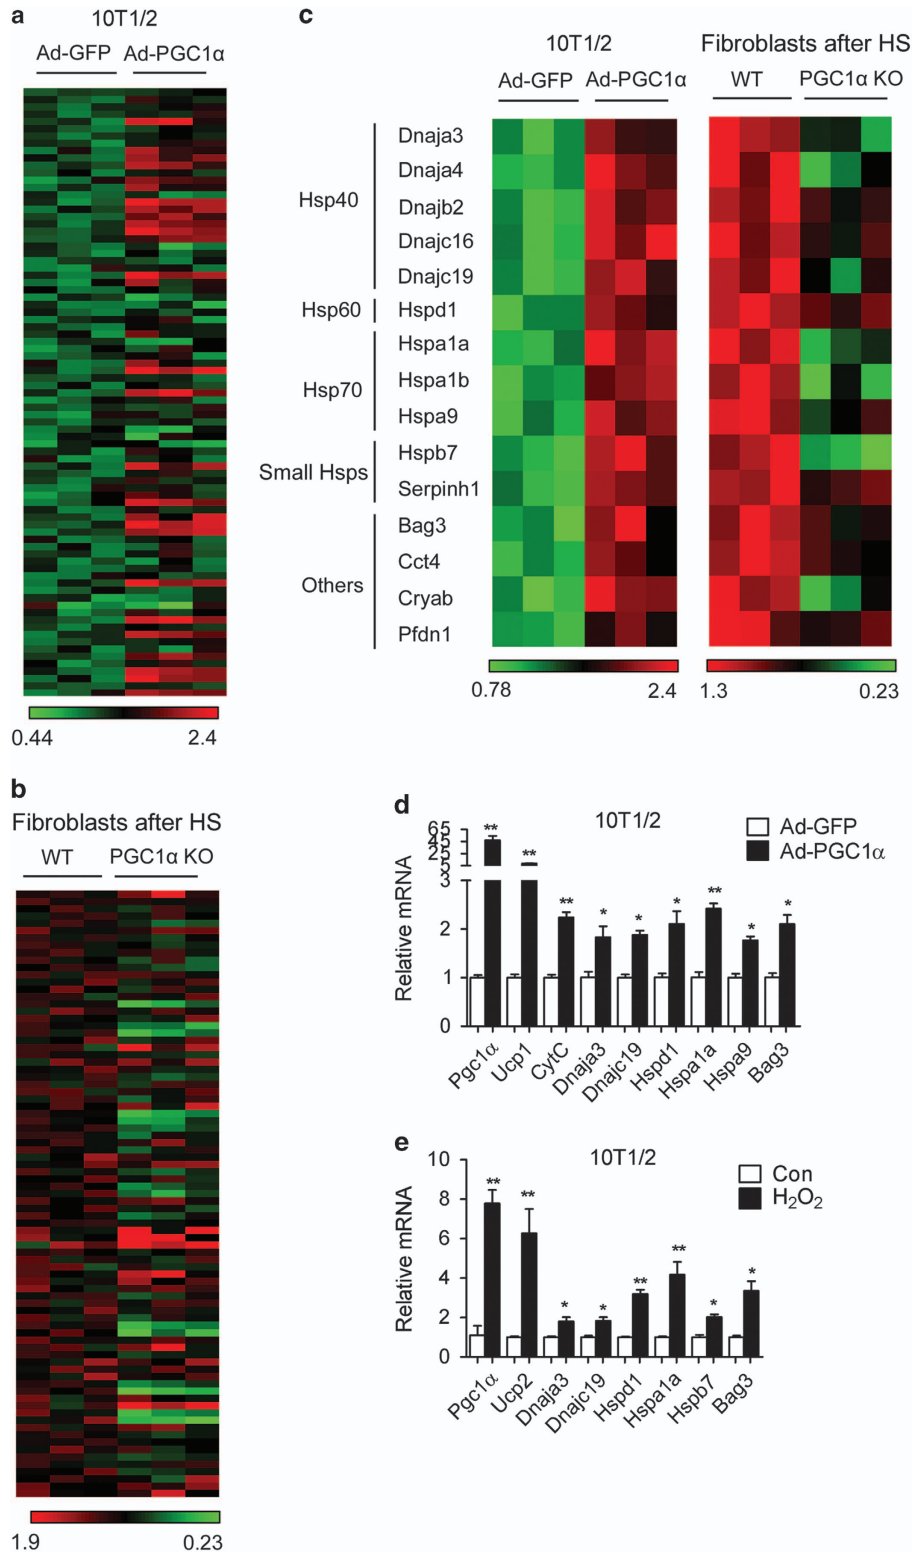 a
10T1/2
Ad-GFP Ad-PGC1α
0.44 2.4
b
Fibroblasts after HS
WT PGC1α KO
1.9 0.23
c
10T1/2 Fibroblasts after HS
Ad-GFP Ad-PGC1α WT PGC1α KO
Hsp40
Dnaja3
Dnaja4
Dnajb2
Dnajc16
Dnajc19
Hsp60 Hspd1
Hsp70
Hspa1a
Hspa1b
Hspa9
Small Hsps
Hspb7
Serpinh1
Others
Bag3
Cct4
Cryab
Pfdn1
0.78 2.4 1.3 0.23
d
10T1/2
Ad-GFP
Ad-PGC1α
Relative mRNA
65
45
25
5
3
2
1
0
** ** ** * * * ** * *
Pgc1α Ucp1 CytC Dnaja3 Dnajc19 Hspd1 Hspa1a Hspa9 Bag3
e
10T1/2
Con
H₂O₂
Relative mRNA
10
8
6
4
2
0
** ** * * ** ** * *
Pgc1α Ucp2 Dnaja3 Dnajc19 Hspd1 Hspa1a Hspb7 Bag3